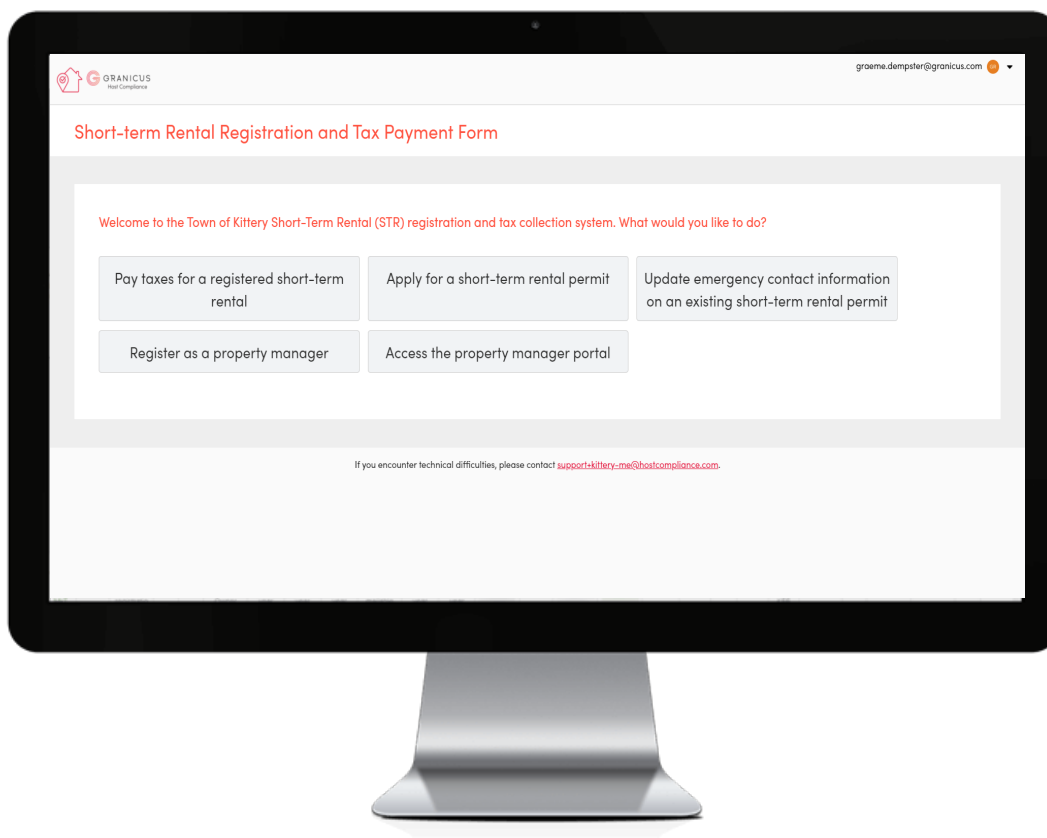 GRANICUS
Host Compliance
graeme.dempster@granicus.com
Short-term Rental Registration and Tax Payment Form
Welcome to the Town of Kittery Short-Term Rental (STR) registration and tax collection system. What would you like to do?
Pay taxes for a registered short-term
rental
Apply for a short-term rental permit
Update emergency contact information
on an existing short-term rental permit
Register as a property manager
Access the property manager portal
If you encounter technical difficulties, please contact support+kittery-me@hostcompliance.com.